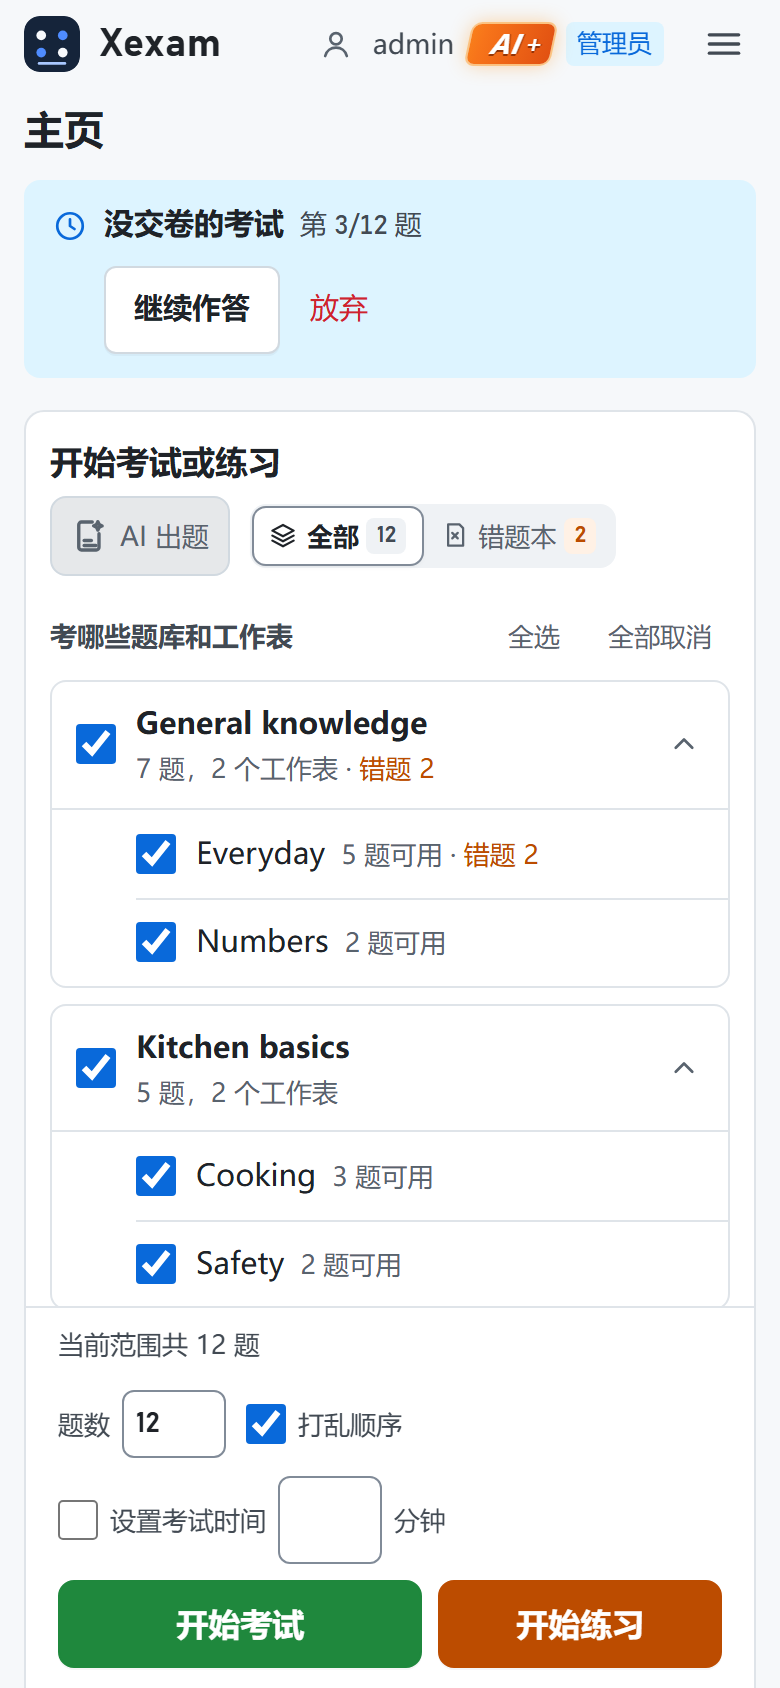 Xexam admin AI+ 管理员
主页
没交卷的考试 第 3/12 题
继续作答 放弃
开始考试或练习
AI 出题 全部 12 错题本 2
考哪些题库和工作表 全选 全部取消
General knowledge
7 题，2 个工作表 · 错题 2
Everyday 5 题可用 · 错题 2
Numbers 2 题可用
Kitchen basics
5 题，2 个工作表
Cooking 3 题可用
Safety 2 题可用
当前范围共 12 题
题数 12 打乱顺序
设置考试时间 分钟
开始考试 开始练习